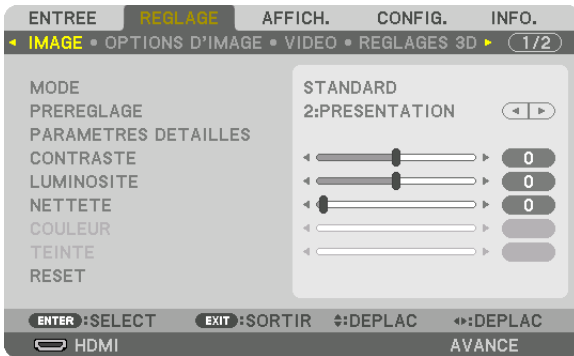 ENTREE REGLAGE AFFICH. CONFIG. INFO.
IMAGE • OPTIONS D'IMAGE • VIDEO • REGLAGES 3D 1/2
MODE STANDARD
PREREGLAGE 2:PRESENTATION
PARAMETRES DETAILLES
CONTRASTE 0
LUMINOSITE 0
NETTETE 0
COULEUR
TEINTE
RESET
ENTER :SELECT EXIT :SORTIR :DEPLAC :DEPLAC
HDMI AVANCE